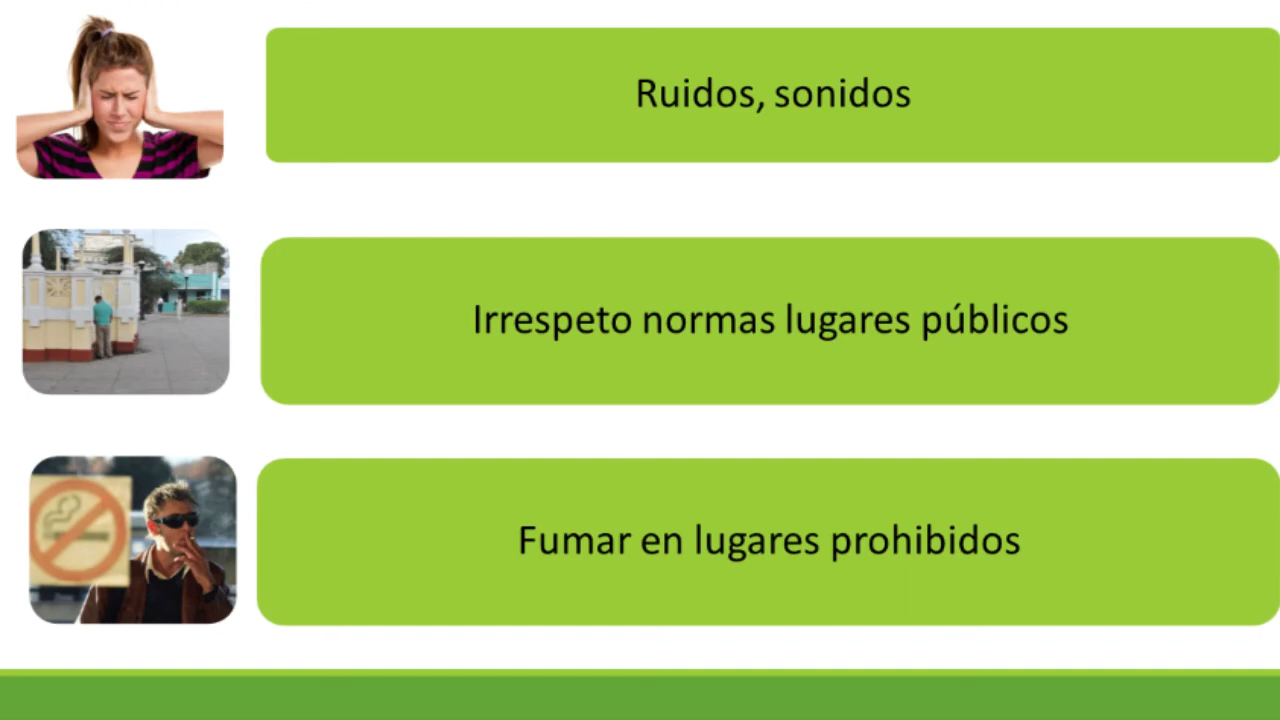 Ruidos, sonidos
Irrespeto normas lugares públicos
Fumar en lugares prohibidos